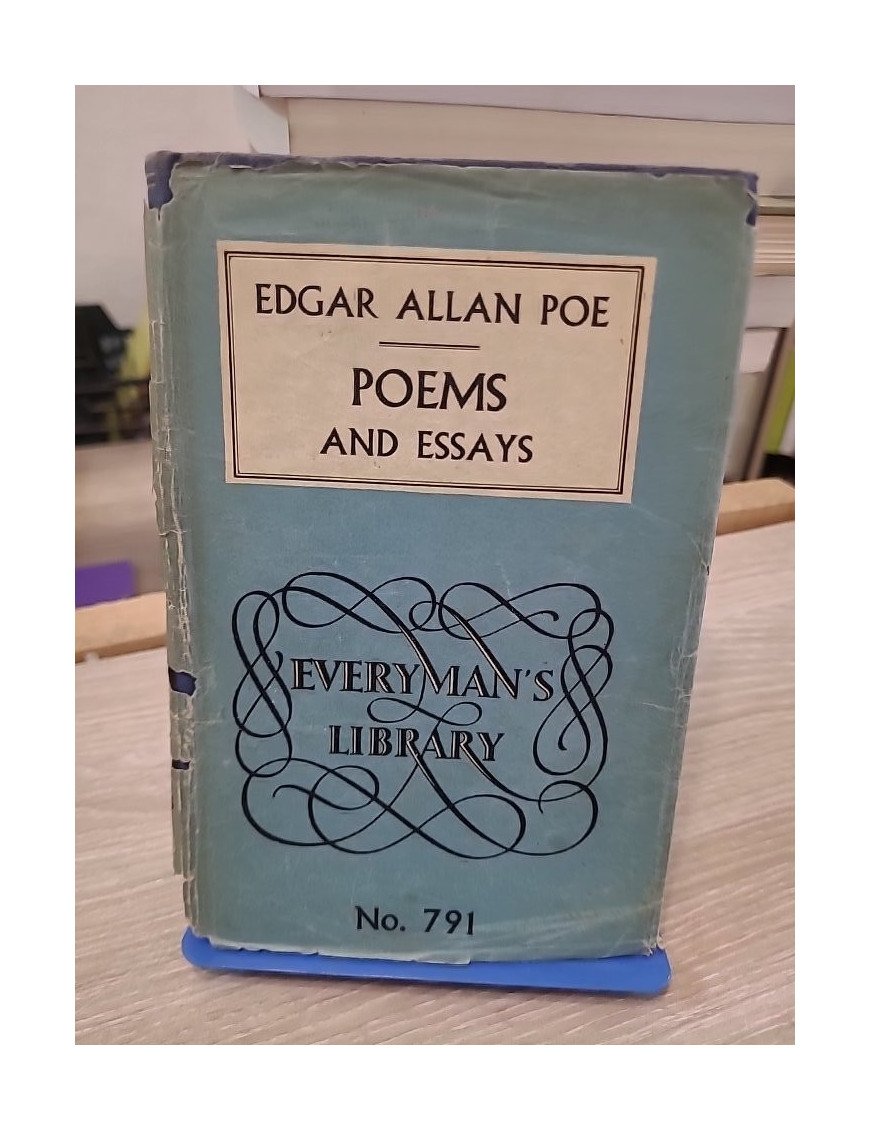 EDGAR ALLAN POE
POEMS
AND ESSAYS
EVERYMAN'S
LIBRARY
No. 791